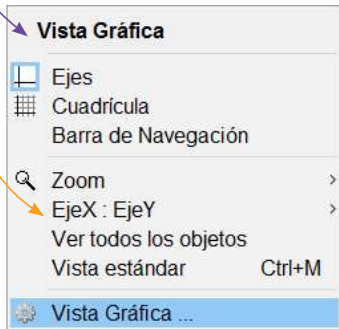 Vista Gráfica
Ejes
Cuadrícula
Barra de Navegación
Zoom
EjeX : EjeY
Ver todos los objetos
Vista estándar Ctrl+M
Vista Gráfica ...